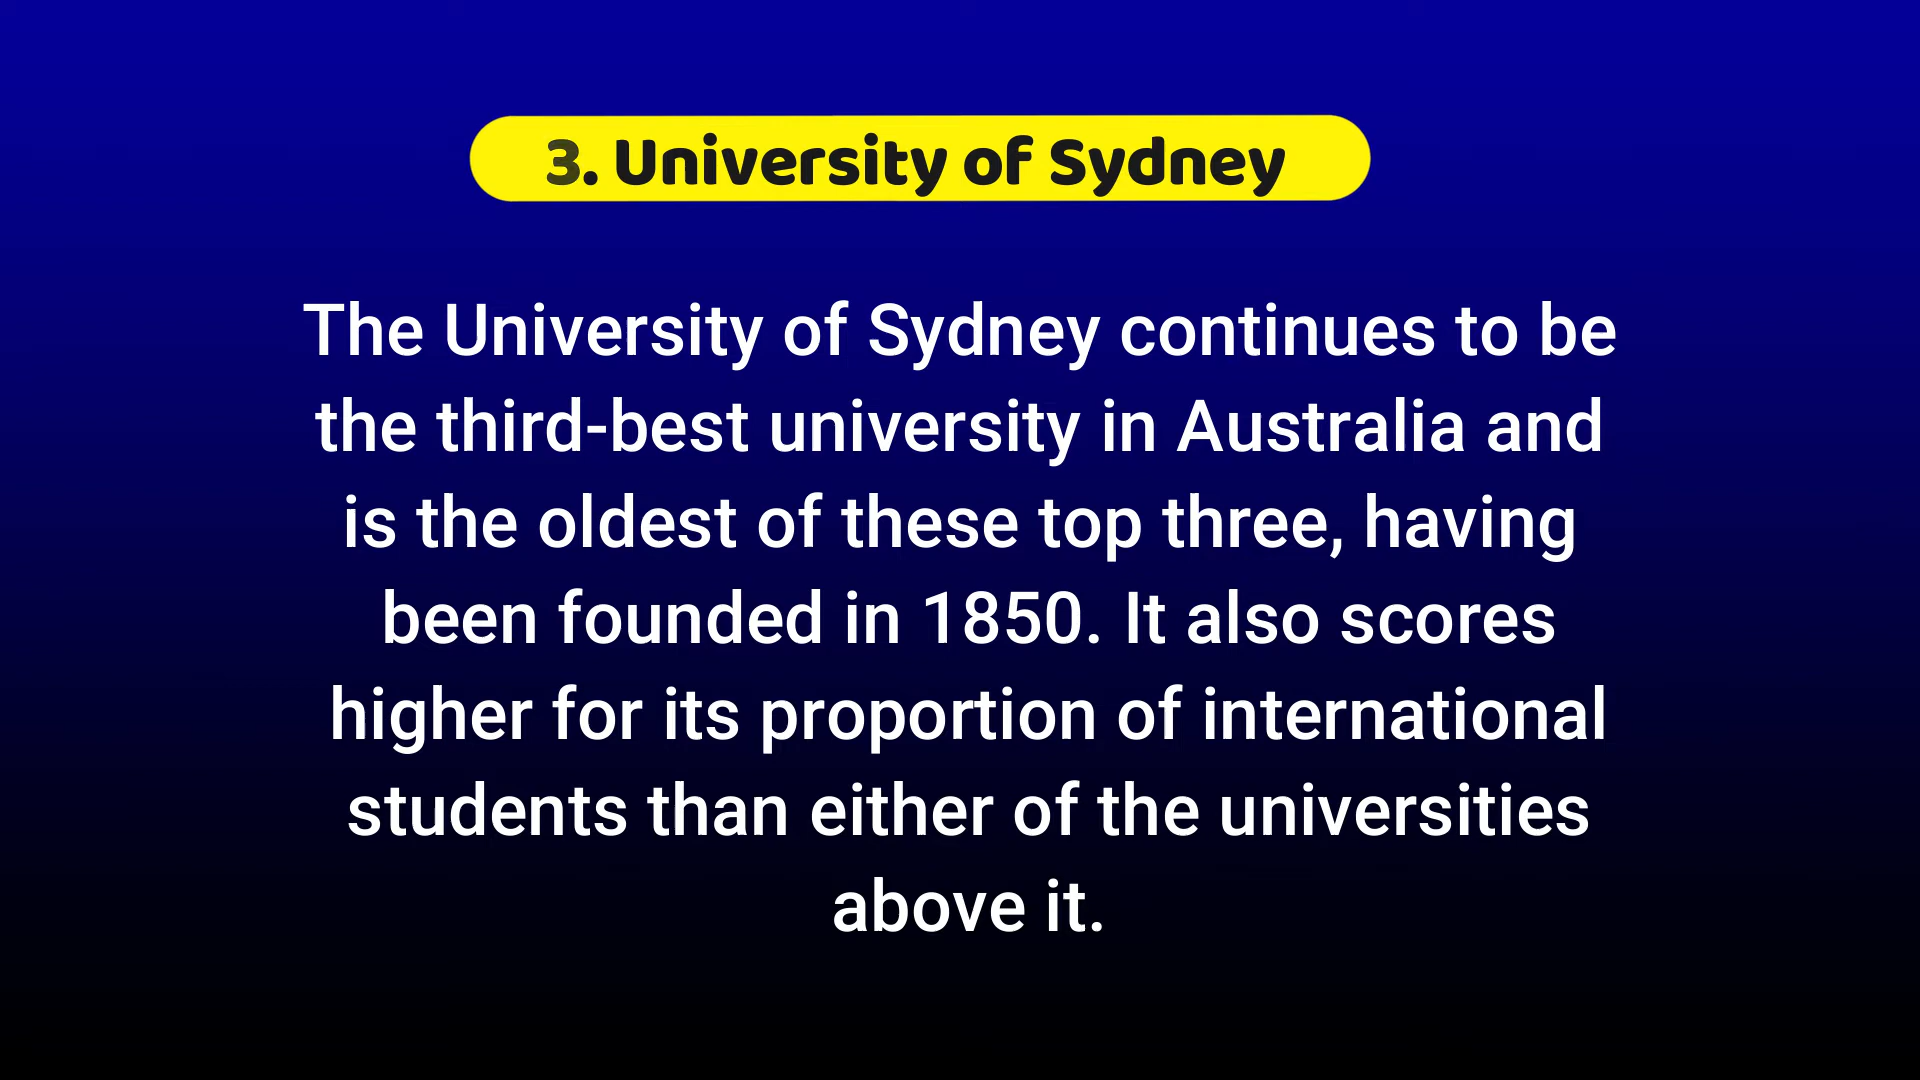 3. University of Sydney
The University of Sydney continues to be
the third-best university in Australia and
is the oldest of these top three, having
been founded in 1850. It also scores
higher for its proportion of international
students than either of the universities
above it.